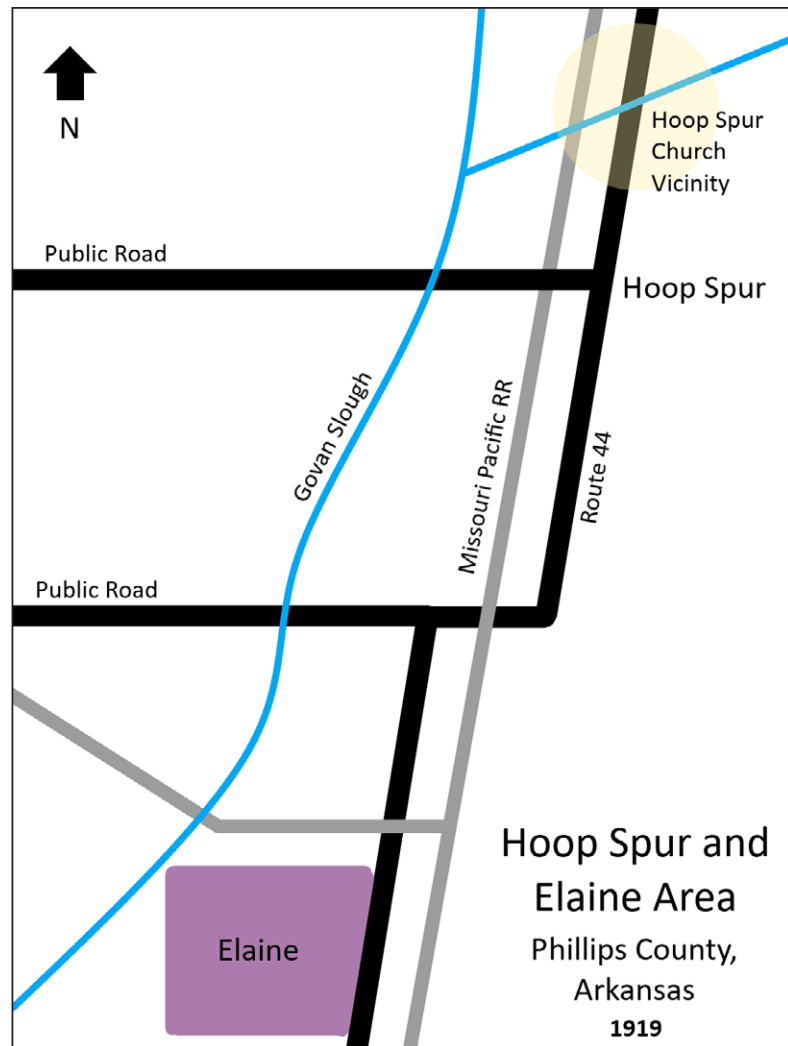 N
Hoop Spur
Church
Vicinity
Public Road
Hoop Spur
Govan Slough
Missouri Pacific RR
Route 44
Public Road
Hoop Spur and
Elaine Area
Phillips County,
Arkansas
1919
Elaine